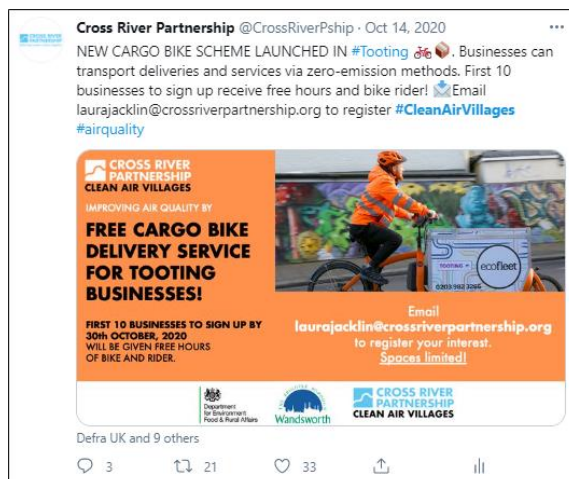 Cross River Partnership @CrossRiverPship · Oct 14, 2020
NEW CARGO BIKE SCHEME LAUNCHED IN #Tooting 🚲📦. Businesses can
transport deliveries and services via zero-emission methods. First 10
businesses to sign up receive free hours and bike rider! 📩Email
laurajacklin@crossriverpartnership.org to register #CleanAirVillages
#airquality
CROSS RIVER
PARTNERSHIP
CLEAN AIR VILLAGES
IMPROVING AIR QUALITY BY
FREE CARGO BIKE
DELIVERY SERVICE
FOR TOOTING
BUSINESSES!
FIRST 10 BUSINESSES TO SIGN UP BY
30th OCTOBER, 2020
WILL BE GIVEN FREE HOURS
OF BIKE AND RIDER.
TOOTING
ecofleet
0203 982 3266
Email
laurajacklin@crossriverpartnership.org
to register your interest.
Spaces limited!
Department
for Environment
Food & Rural Affairs
Wandsworth
CROSS RIVER
PARTNERSHIP
CLEAN AIR VILLAGES
Defra UK and 9 others
3
21
33